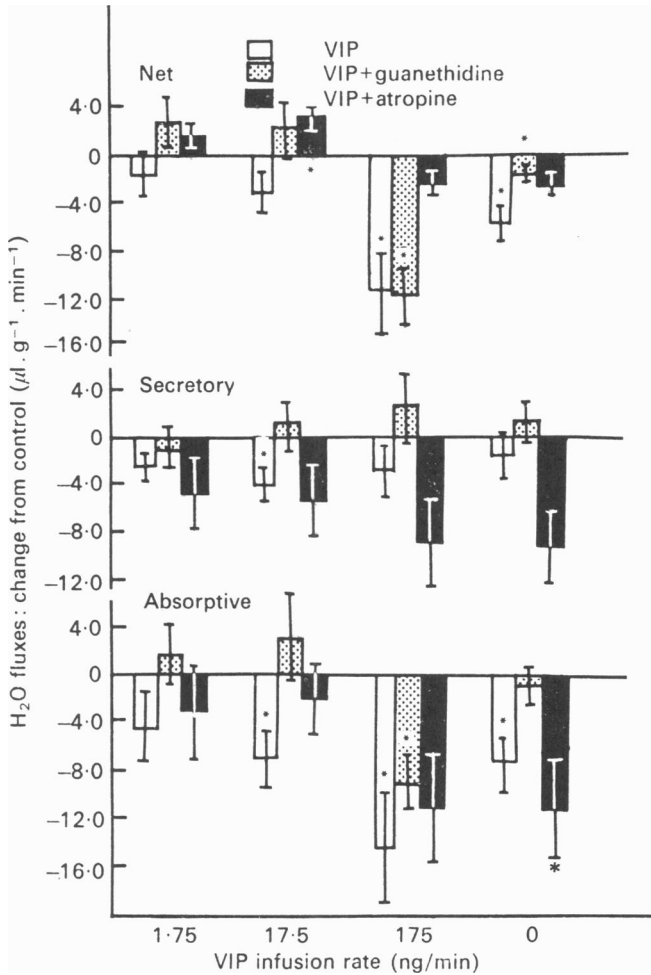 VIP
Net
VIP+guanethidine
VIP+atropine
4·0
0
−4·0
−8·0
−12·0
−16·0
Secretory
4·0
0
−4·0
−8·0
−12·0
Absorptive
4·0
0
−4·0
−8·0
−12·0
−16·0
H₂O fluxes: change from control (μl.g⁻¹.min⁻¹)
1·75 17·5 175 0
VIP infusion rate (ng/min)